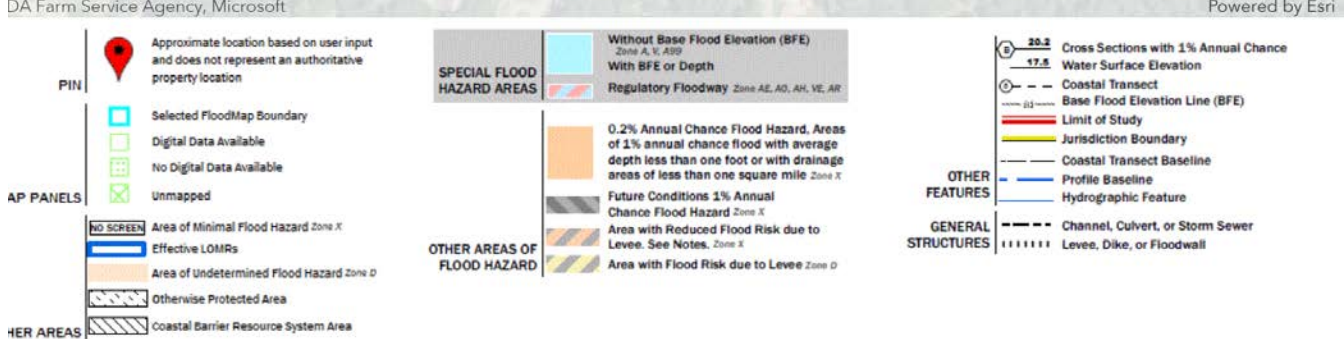 DA Farm Service Agency, Microsoft
Powered by Esri
PIN
Approximate location based on user input
and does not represent an authoritative
property location
AP PANELS
Selected FloodMap Boundary
Digital Data Available
No Digital Data Available
Unmapped
HER AREAS
NO SCREEN Area of Minimal Flood Hazard Zone X
Effective LOMRs
Area of Undetermined Flood Hazard Zone D
Otherwise Protected Area
Coastal Barrier Resource System Area
SPECIAL FLOOD
HAZARD AREAS
Without Base Flood Elevation (BFE)
Zone A, V, A99
With BFE or Depth
Regulatory Floodway Zone AE, AO, AH, VE, AR
OTHER AREAS OF
FLOOD HAZARD
0.2% Annual Chance Flood Hazard, Areas
of 1% annual chance flood with average
depth less than one foot or with drainage
areas of less than one square mile Zone X
Future Conditions 1% Annual
Chance Flood Hazard Zone X
Area with Reduced Flood Risk due to
Levee. See Notes. Zone X
Area with Flood Risk due to Levee Zone D
OTHER
FEATURES
B 20.2 Cross Sections with 1% Annual Chance
17.5 Water Surface Elevation
Coastal Transect
Base Flood Elevation Line (BFE)
Limit of Study
Jurisdiction Boundary
Coastal Transect Baseline
Profile Baseline
Hydrographic Feature
GENERAL
STRUCTURES
Channel, Culvert, or Storm Sewer
Levee, Dike, or Floodwall